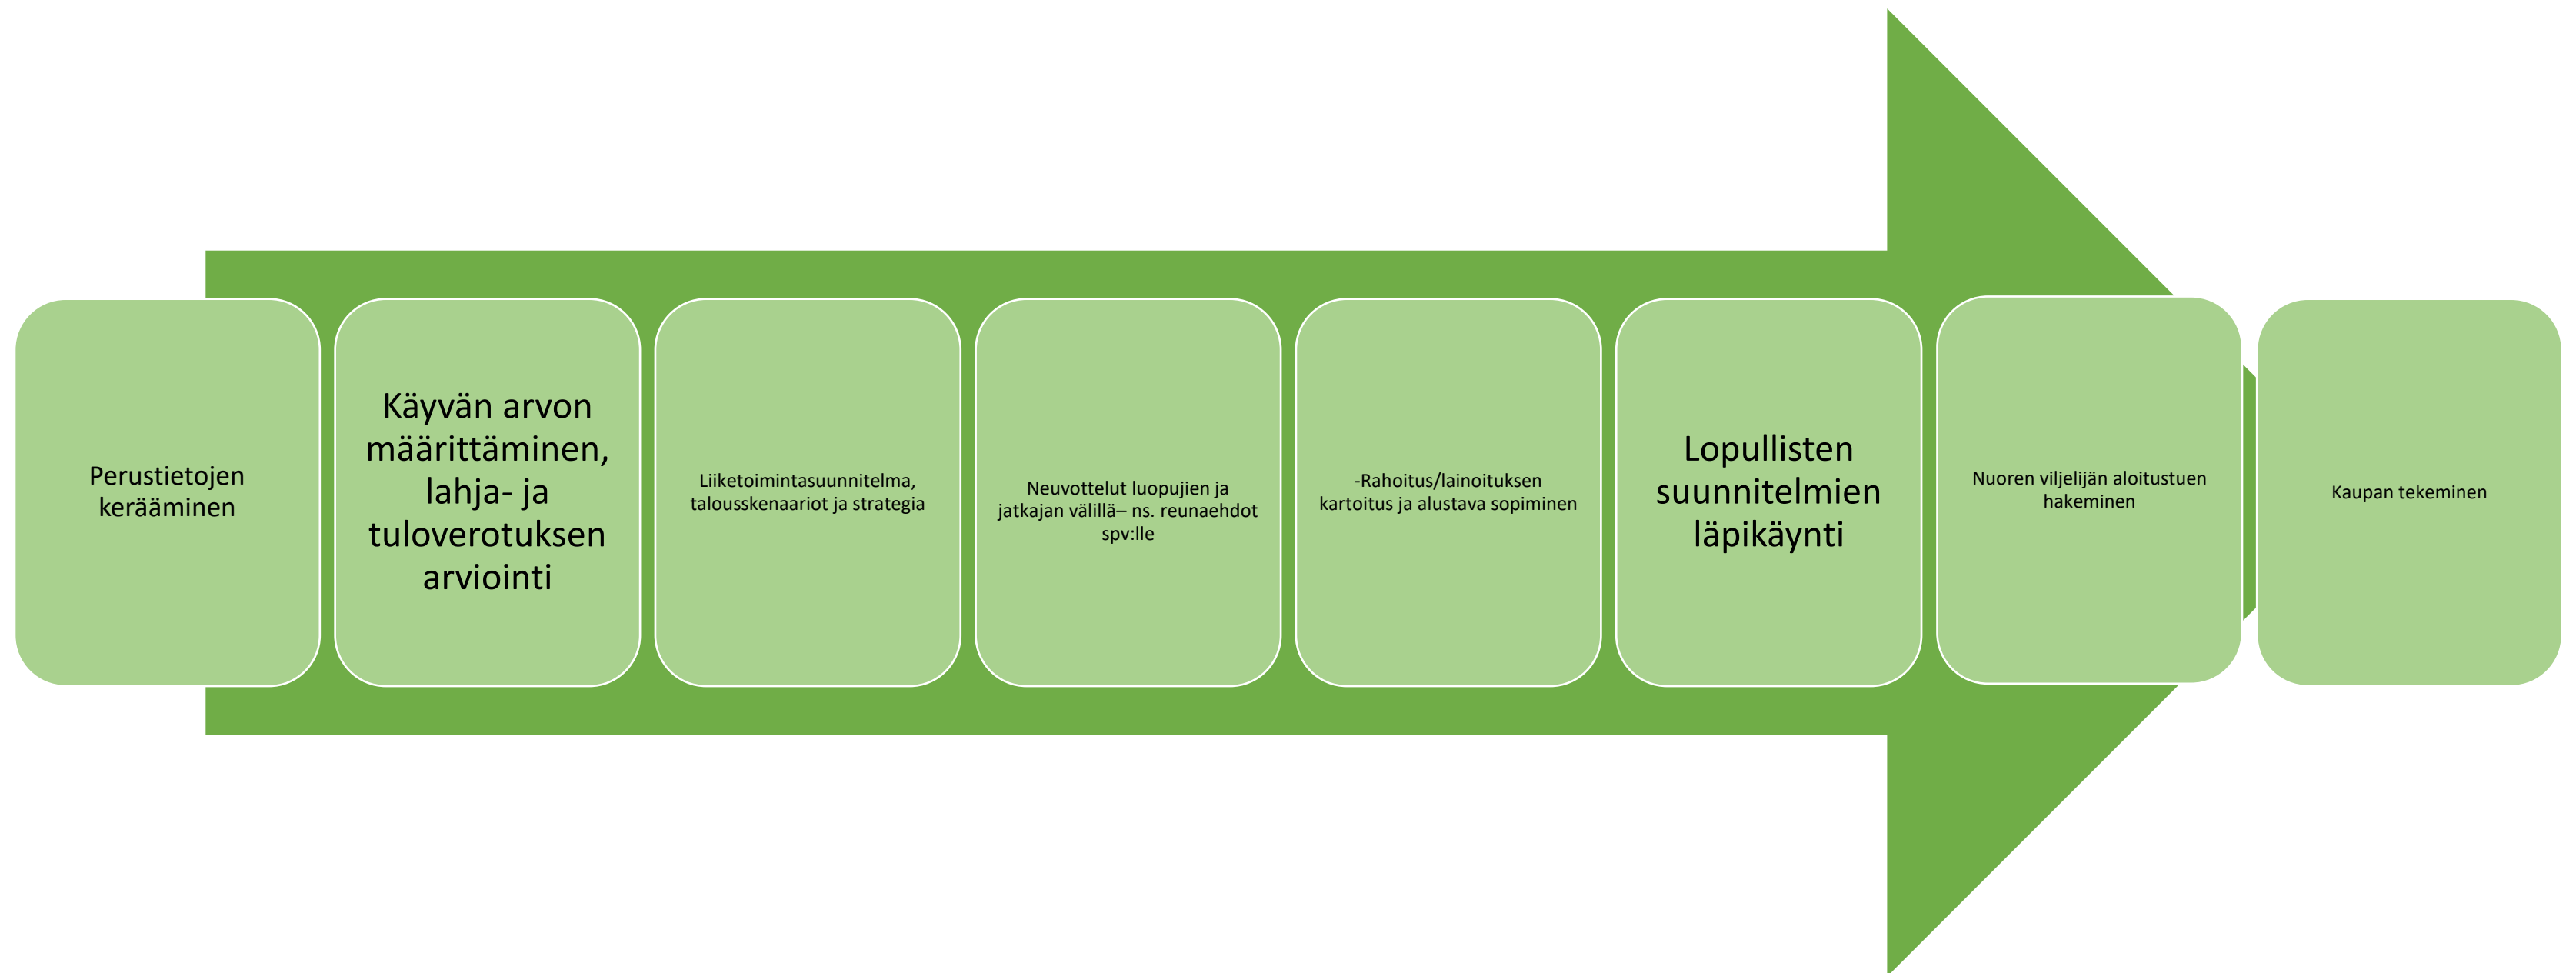 Perustietojen
kerääminen
Käyvän arvon
määrittäminen,
lahja- ja
tuloverotuksen
arviointi
Liiketoimintasuunnitelma,
talousskenaariot ja strategia
Neuvottelut luopujien ja
jatkajan välillä– ns. reunaehdot
spv:lle
-Rahoitus/lainoituksen
kartoitus ja alustava sopiminen
Lopullisten
suunnitelmien
läpikäynti
Nuoren viljelijän aloitustuen
hakeminen
Kaupan tekeminen